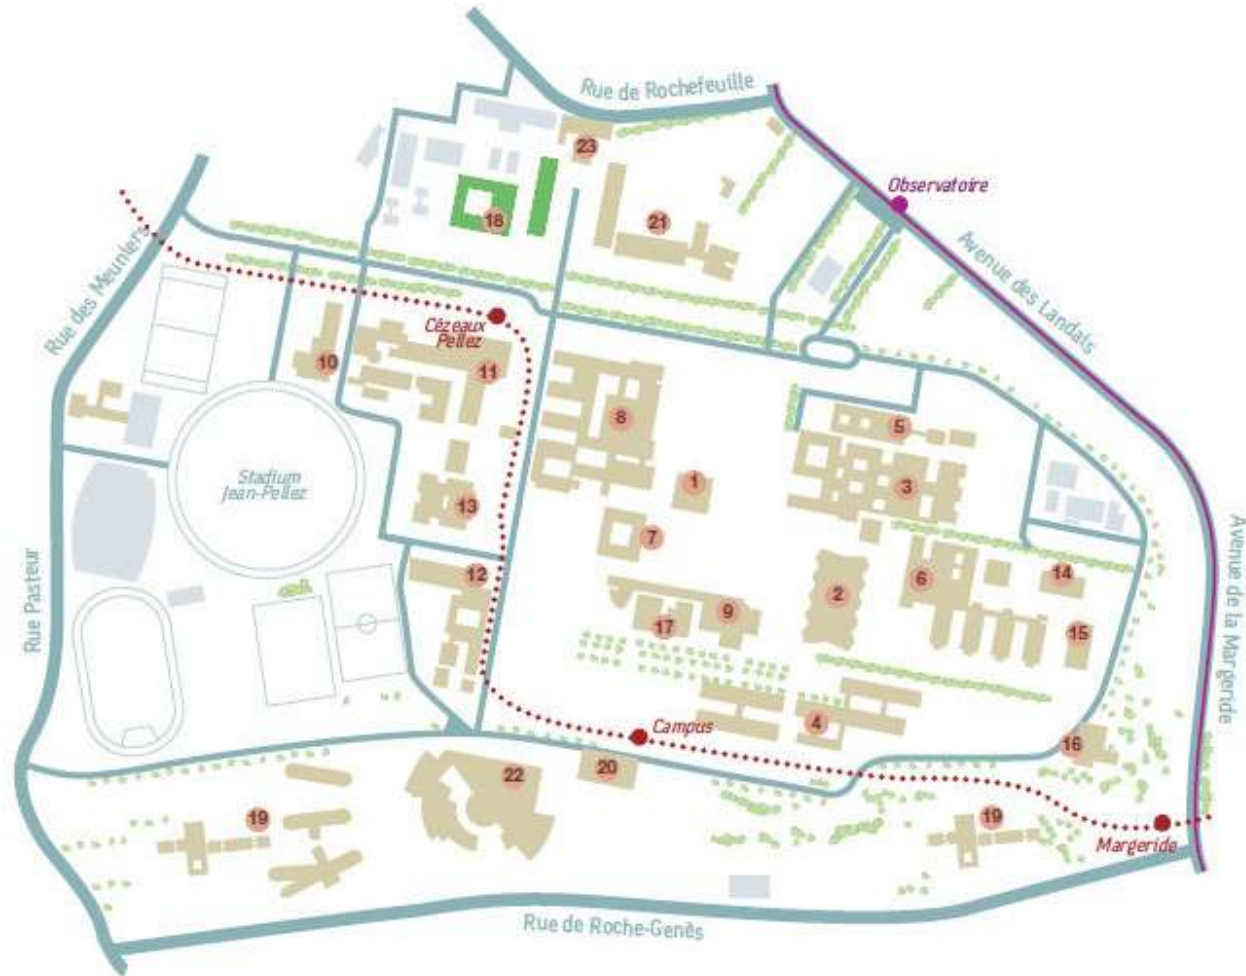 Rue de Rochefeuille
23
Observatoire
18
21
Avenue des Landais
Rue des Meuniers
Cézeaux
Pellez
10
11
8
5
Stadium
Jean-Pellez
1
3
13
7
Avenue de la Margeride
Rue Pasteur
12
6
14
2
9
17
15
Campus
4
16
22
20
19
19
Margeride
Rue de Roche-Genès